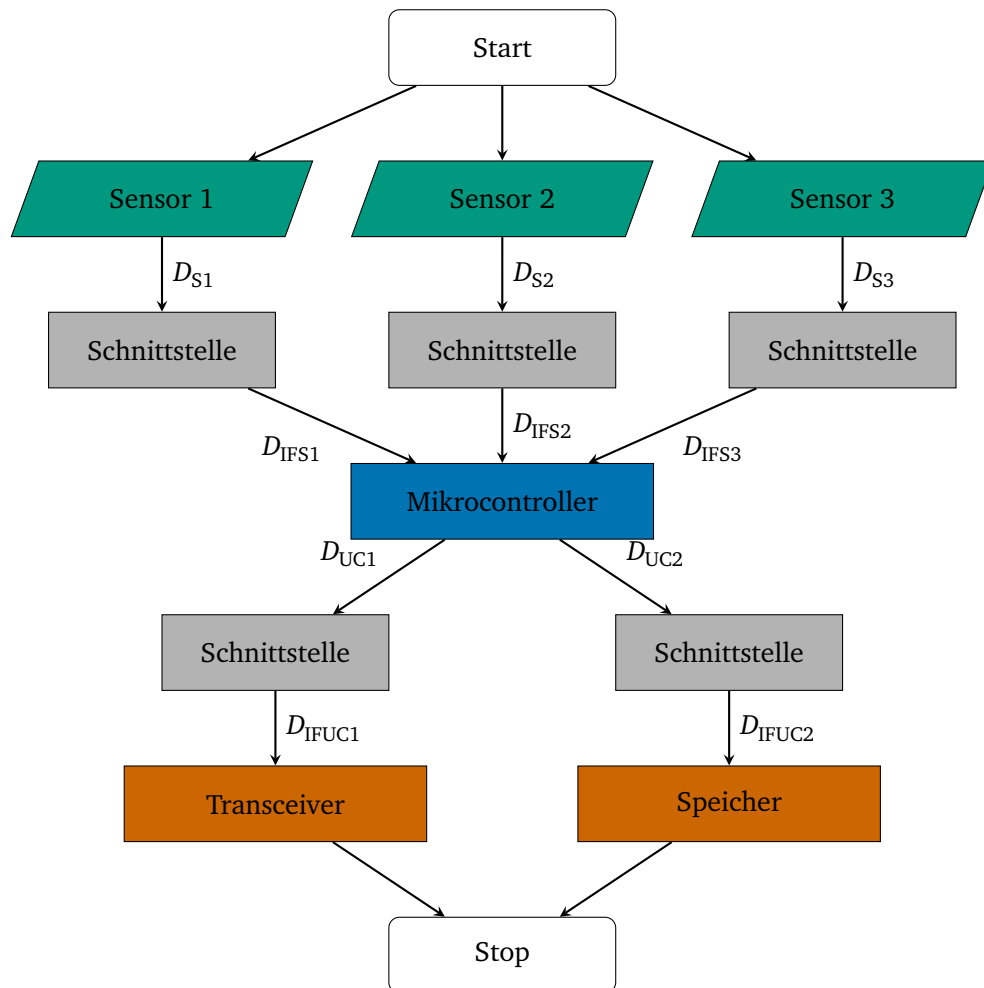 Start
Sensor 1
Sensor 2
Sensor 3
D_S1
D_S2
D_S3
Schnittstelle
Schnittstelle
Schnittstelle
D_IFS1
D_IFS2
D_IFS3
Mikrocontroller
D_UC1
D_UC2
Schnittstelle
Schnittstelle
D_IFUC1
D_IFUC2
Transceiver
Speicher
Stop